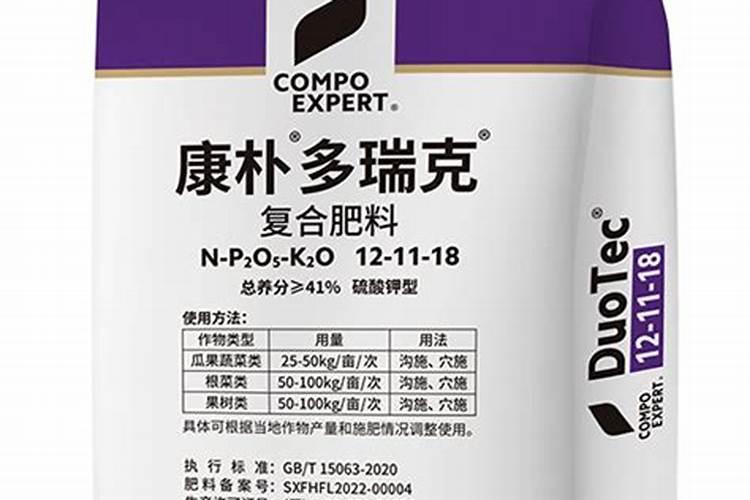 COMPO
EXPERT®
康朴®多瑞克®
复合肥料
N-P₂O₅-K₂O 12-11-18
总养分≥41% 硫酸钾型
使用方法：
作物类型 用量 用法
瓜果蔬菜类 25-50kg/亩/次 沟施、穴施
根菜类 50-100kg/亩/次 沟施、穴施
果树类 50-100kg/亩/次 沟施、穴施
具体可根据当地作物产量和施肥情况调整使用。
执行标准：GB/T 15063-2020
肥料备案号：SXFHFL2022-00004
DuoTec®
12-11-18
COMPO
EXPERT®